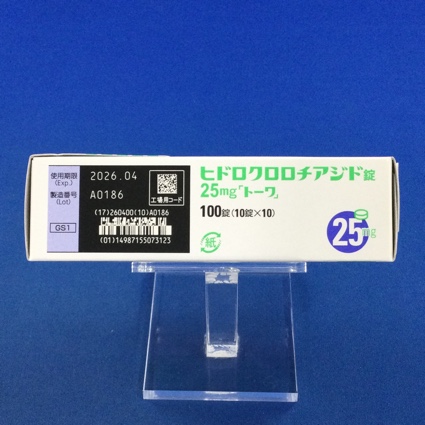 使用期限
(Exp.)
2026.04
製造番号
(Lot)
A0186
工場用コード
(17)260400(10)A0186
GS1
(01)14987155073123
ヒドロクロロチアジド錠
25mg「トーワ」
100錠(10錠×10)
紙
25mg